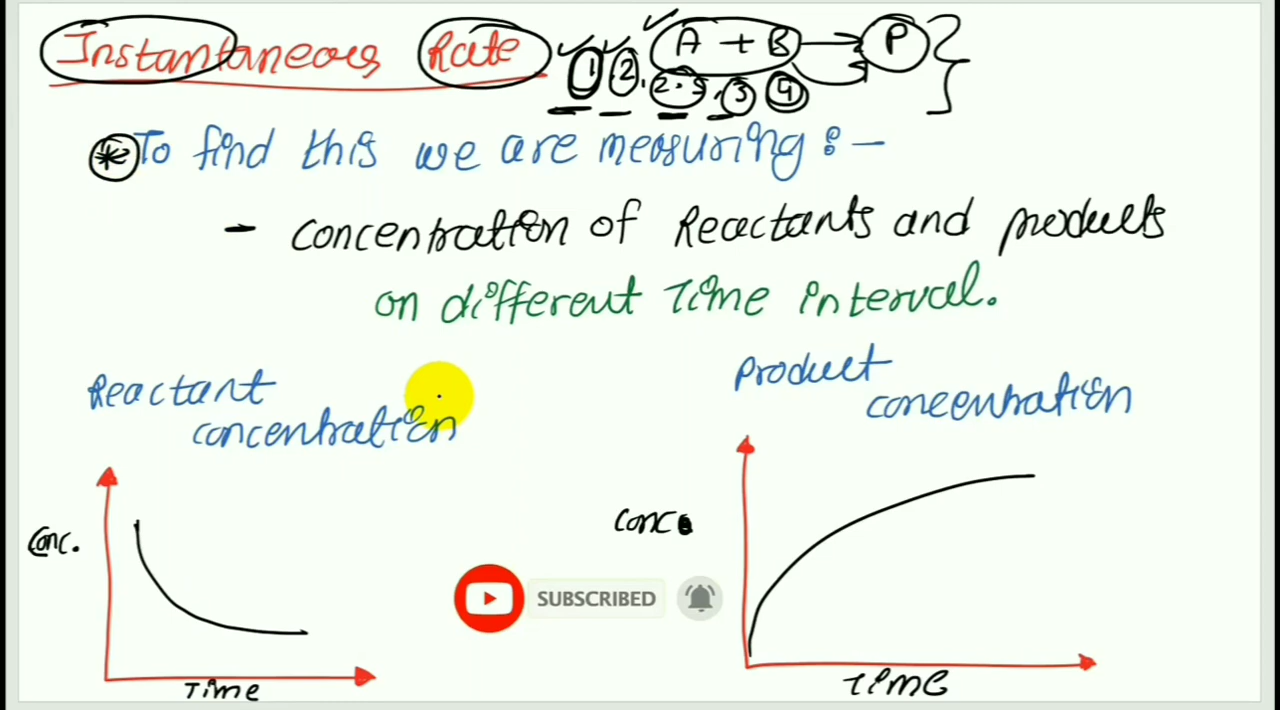 Instantaneous Rate
A + B → P
1, 2, 2.5, 3 4
* To find this we are measuring :-
- concentration of Reactants and products
on different Time interval.
Reactant
concentration
Product
concentration
Conc.
Time
Conc.
SUBSCRIBED
Time